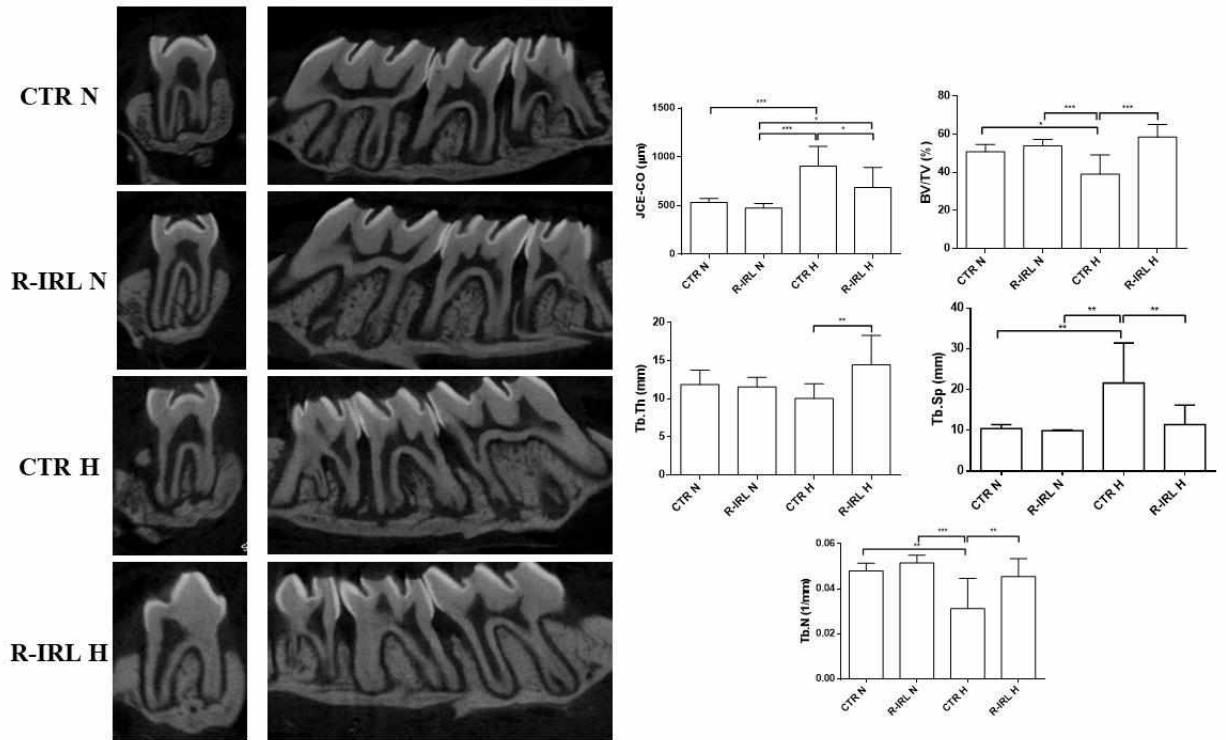 CTR N
R-IRL N
CTR H
R-IRL H
JCE-CO (µm)
1500
1000
500
0
***
*
***
*
CTR N
R-IRL N
CTR H
R-IRL H
BV/TV (%)
80
60
40
20
0
***
***
*
CTR N
R-IRL N
CTR H
R-IRL H
Tb.Th (mm)
20
15
10
5
0
**
CTR N
R-IRL N
CTR H
R-IRL H
Tb.Sp (mm)
40
30
20
10
0
**
**
**
CTR N
R-IRL N
CTR H
R-IRL H
Tb.N (1/mm)
0.06
0.04
0.02
0.00
***
**
**
CTR N
R-IRL N
CTR H
R-IRL H